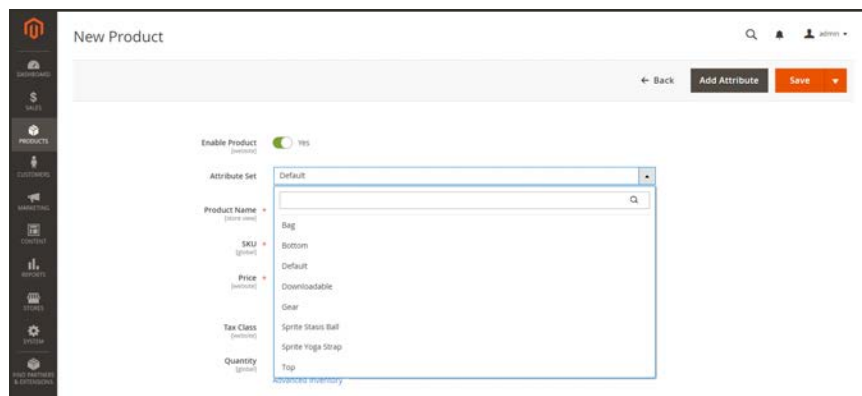 New Product
admin
DASHBOARD
← Back
Add Attribute
Save
$
SALES
PRODUCTS
Enable Product
[website]
Yes
CUSTOMERS
Attribute Set
Default
MARKETING
Product Name *
[store view]
Bag
CONTENT
SKU *
[global]
Bottom
Default
REPORTS
Price *
[website]
Downloadable
STORES
Gear
Tax Class
[website]
Sprite Stasis Ball
SYSTEM
Sprite Yoga Strap
Quantity
[global]
Top
FIND PARTNERS
& EXTENSIONS
Advanced Inventory